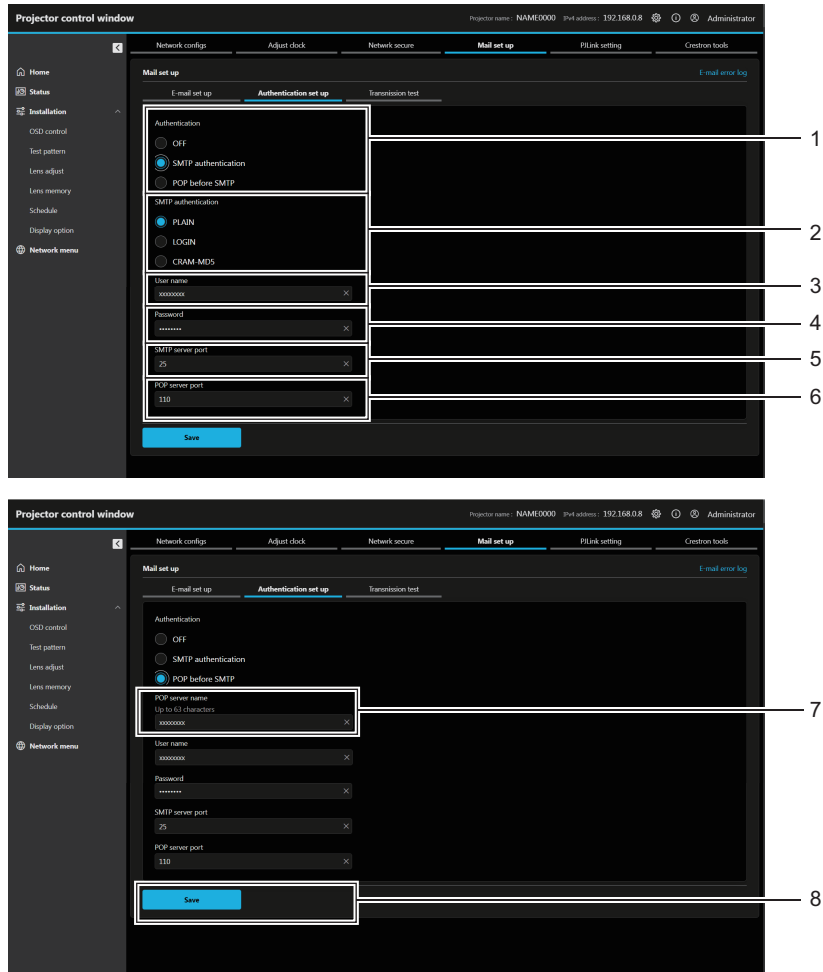 Projector control window Projector name : NAME0000 IPv4 address : 192.168.0.8 Administrator
Network configs Adjust clock Netwrk secure Mail set up PJLink setting Crestron tools
Home
Status
Installation
OSD control
Test pattern
Lens adjust
Lens memory
Schedule
Display option
Network menu
Mail set up E-mail error log
E-mail set up Authentication set up Transmission test
Authentication
OFF
SMTP authentication
POP before SMTP
1
SMTP authentication
PLAIN
LOGIN
CRAM-MD5
2
User name
xxxxxxxx
3
Password
••••••••
4
SMTP server port
25
5
POP server port
110
6
Save
Projector control window Projector name : NAME0000 IPv4 address : 192.168.0.8 Administrator
Network configs Adjust clock Netwrk secure Mail set up PJLink setting Crestron tools
Home
Status
Installation
OSD control
Test pattern
Lens adjust
Lens memory
Schedule
Display option
Network menu
Mail set up E-mail error log
E-mail set up Authentication set up Transmission test
Authentication
OFF
SMTP authentication
POP before SMTP
POP server name
Up to 63 characters
xxxxxxxx
7
User name
xxxxxxxx
Password
••••••••
SMTP server port
25
POP server port
110
Save
8